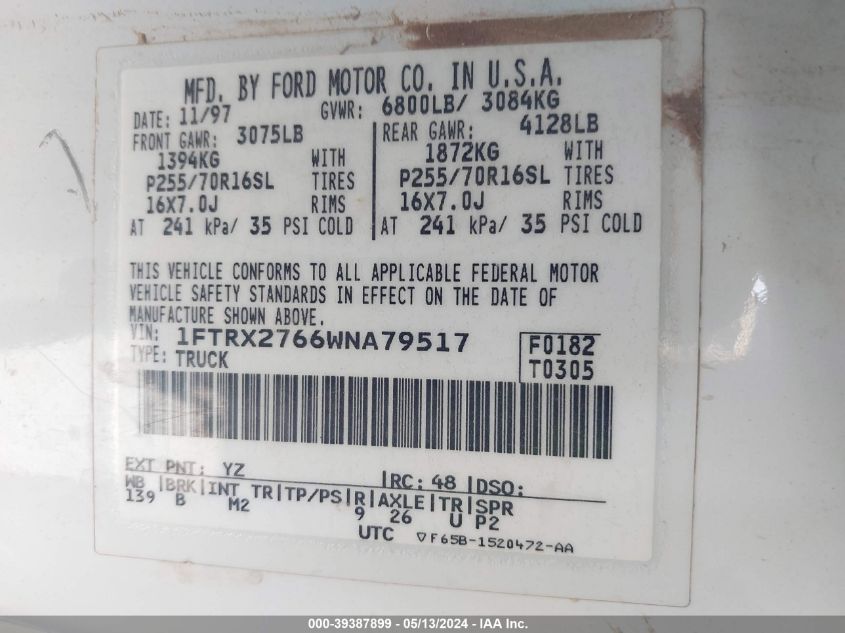 MFD. BY FORD MOTOR CO. IN U.S.A.
DATE: 11/97 GVWR: 6800LB/ 3084KG
FRONT GAWR: 3075LB REAR GAWR: 4128LB
1394KG WITH 1872KG WITH
P255/70R16SL TIRES P255/70R16SL TIRES
16X7.0J RIMS 16X7.0J RIMS
AT 241 kPa/ 35 PSI COLD AT 241 kPa/ 35 PSI COLD
THIS VEHICLE CONFORMS TO ALL APPLICABLE FEDERAL MOTOR
VEHICLE SAFETY STANDARDS IN EFFECT ON THE DATE OF
MANUFACTURE SHOWN ABOVE.
VIN: 1FTRX2766WNA79517 F0182
TYPE: TRUCK T0305
EXT PNT: YZ RC: 48 DSO:
WB BRK INT TR TP/PS R AXLE TR SPR
139 B M2 9 26 U P2
UTC ▽F65B-1520472-AA
000-39387899 - 05/13/2024 - IAA Inc.